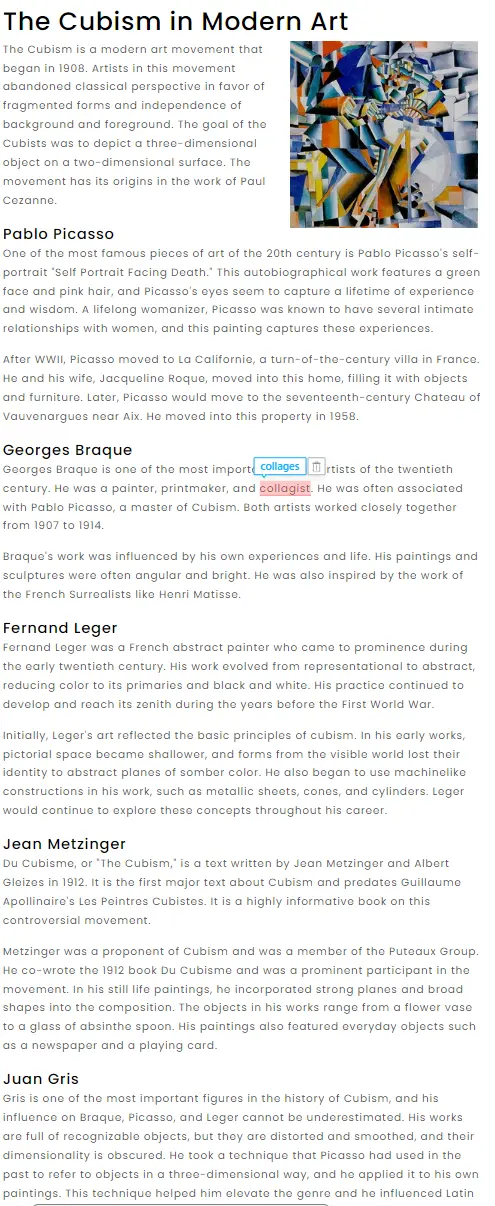 The Cubism in Modern Art
The Cubism is a modern art movement that
began in 1908. Artists in this movement
abandoned classical perspective in favor of
fragmented forms and independence of
background and foreground. The goal of the
Cubists was to depict a three-dimensional
object on a two-dimensional surface. The
movement has its origins in the work of Paul
Cezanne.
Pablo Picasso
One of the most famous pieces of art of the 20th century is Pablo Picasso's self-
portrait "Self Portrait Facing Death." This autobiographical work features a green
face and pink hair, and Picasso's eyes seem to capture a lifetime of experience
and wisdom. A lifelong womanizer, Picasso was known to have several intimate
relationships with women, and this painting captures these experiences.
After WWII, Picasso moved to La Californie, a turn-of-the-century villa in France.
He and his wife, Jacqueline Roque, moved into this home, filling it with objects
and furniture. Later, Picasso would move to the seventeenth-century Chateau of
Vauvenargues near Aix. He moved into this property in 1958.
Georges Braque
collages
Georges Braque is one of the most import rtists of the twentieth
century. He was a painter, printmaker, and collagist. He was often associated
with Pablo Picasso, a master of Cubism. Both artists worked closely together
from 1907 to 1914.
Braque's work was influenced by his own experiences and life. His paintings and
sculptures were often angular and bright. He was also inspired by the work of
the French Surrealists like Henri Matisse.
Fernand Leger
Fernand Leger was a French abstract painter who came to prominence during
the early twentieth century. His work evolved from representational to abstract,
reducing color to its primaries and black and white. His practice continued to
develop and reach its zenith during the years before the First World War.
Initially, Leger's art reflected the basic principles of cubism. In his early works,
pictorial space became shallower, and forms from the visible world lost their
identity to abstract planes of somber color. He also began to use machinelike
constructions in his work, such as metallic sheets, cones, and cylinders. Leger
would continue to explore these concepts throughout his career.
Jean Metzinger
Du Cubisme, or "The Cubism," is a text written by Jean Metzinger and Albert
Gleizes in 1912. It is the first major text about Cubism and predates Guillaume
Apollinaire's Les Peintres Cubistes. It is a highly informative book on this
controversial movement.
Metzinger was a proponent of Cubism and was a member of the Puteaux Group.
He co-wrote the 1912 book Du Cubisme and was a prominent participant in the
movement. In his still life paintings, he incorporated strong planes and broad
shapes into the composition. The objects in his works range from a flower vase
to a glass of absinthe spoon. His paintings also featured everyday objects such
as a newspaper and a playing card.
Juan Gris
Gris is one of the most important figures in the history of Cubism, and his
influence on Braque, Picasso, and Leger cannot be underestimated. His works
are full of recognizable objects, but they are distorted and smoothed, and their
dimensionality is obscured. He took a technique that Picasso had used in the
past to refer to objects in a three-dimensional way, and he applied it to his own
paintings. This technique helped him elevate the genre and he influenced Latin